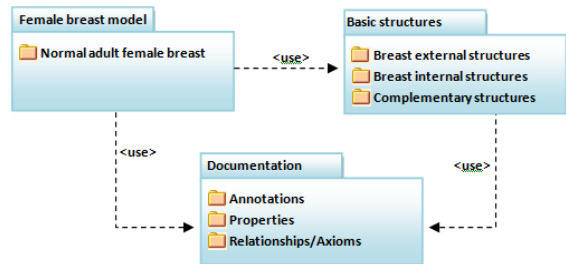 Female breast model
Normal adult female breast
Basic structures
Breast external structures
Breast internal structures
Complementary structures
<use>
<use>
<use>
Documentation
Annotations
Properties
Relationships/Axioms